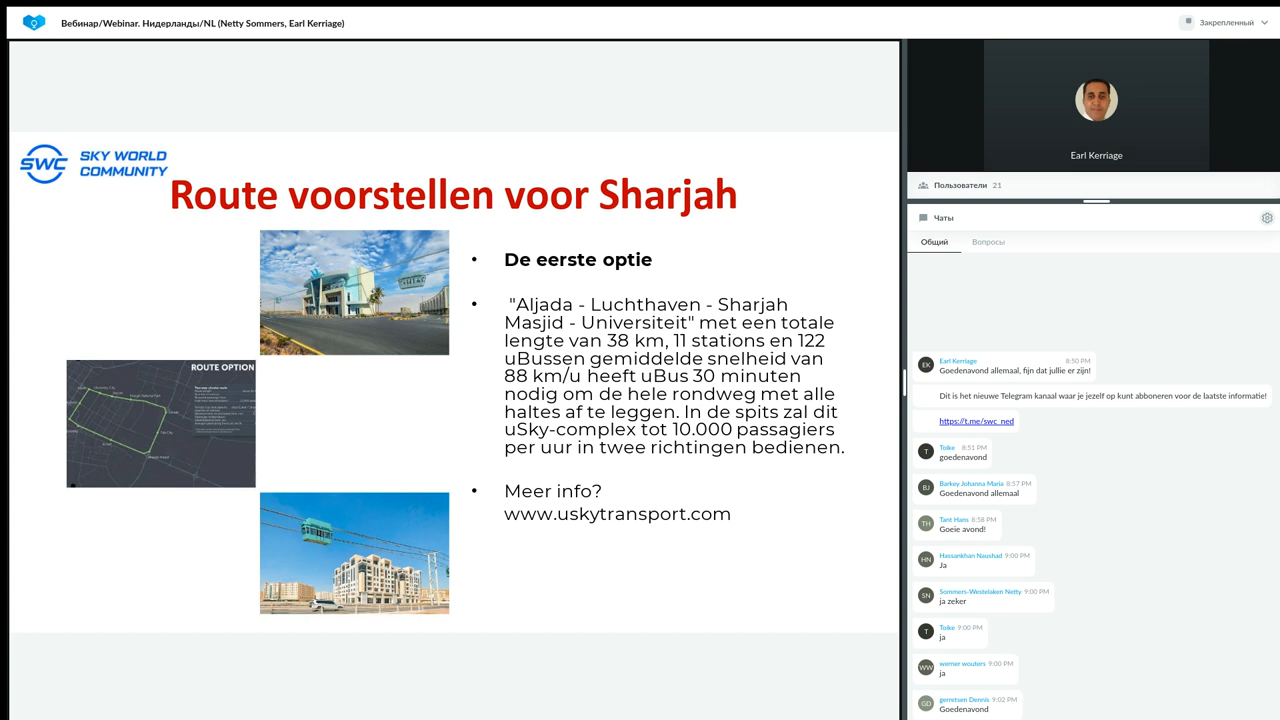 Вебинар/Webinar. Нидерланды/NL (Netty Sommers, Earl Kerriage)
Закрепленный
SWC SKY WORLD
COMMUNITY
Route voorstellen voor Sharjah
• De eerste optie
• "Aljada - Luchthaven - Sharjah
Masjid - Universiteit" met een totale
lengte van 38 km, 11 stations en 122
uBussen gemiddelde snelheid van
88 km/u heeft uBus 30 minuten
nodig om de hele rondweg met alle
haltes af te leggen. In de spits zal dit
uSky-complex tot 10.000 passagiers
per uur in twee richtingen bedienen.
• Meer info?
www.uskytransport.com
ROUTE OPTION
Earl Kerriage
Пользователи 21
Чаты
Общий Вопросы
EK Earl Kerriage 8:50 PM
Goedenavond allemaal, fijn dat jullie er zijn!
Dit is het nieuwe Telegram kanaal waar je jezelf op kunt abboneren voor de laatste informatie!
https://t.me/swc_ned
T Toike 8:51 PM
goedenavond
BJ Barkey Johanna Maria 8:57 PM
Goedenavond allemaal
TH Tant Hans 8:58 PM
Goeie avond!
HN Hassankhan Naushad 9:00 PM
Ja
SN Sommers-Westelaken Netty 9:00 PM
ja zeker
T Toike 9:00 PM
ja
WW werner wouters 9:00 PM
ja
GD gerretsen Dennis 9:02 PM
Goedenavond